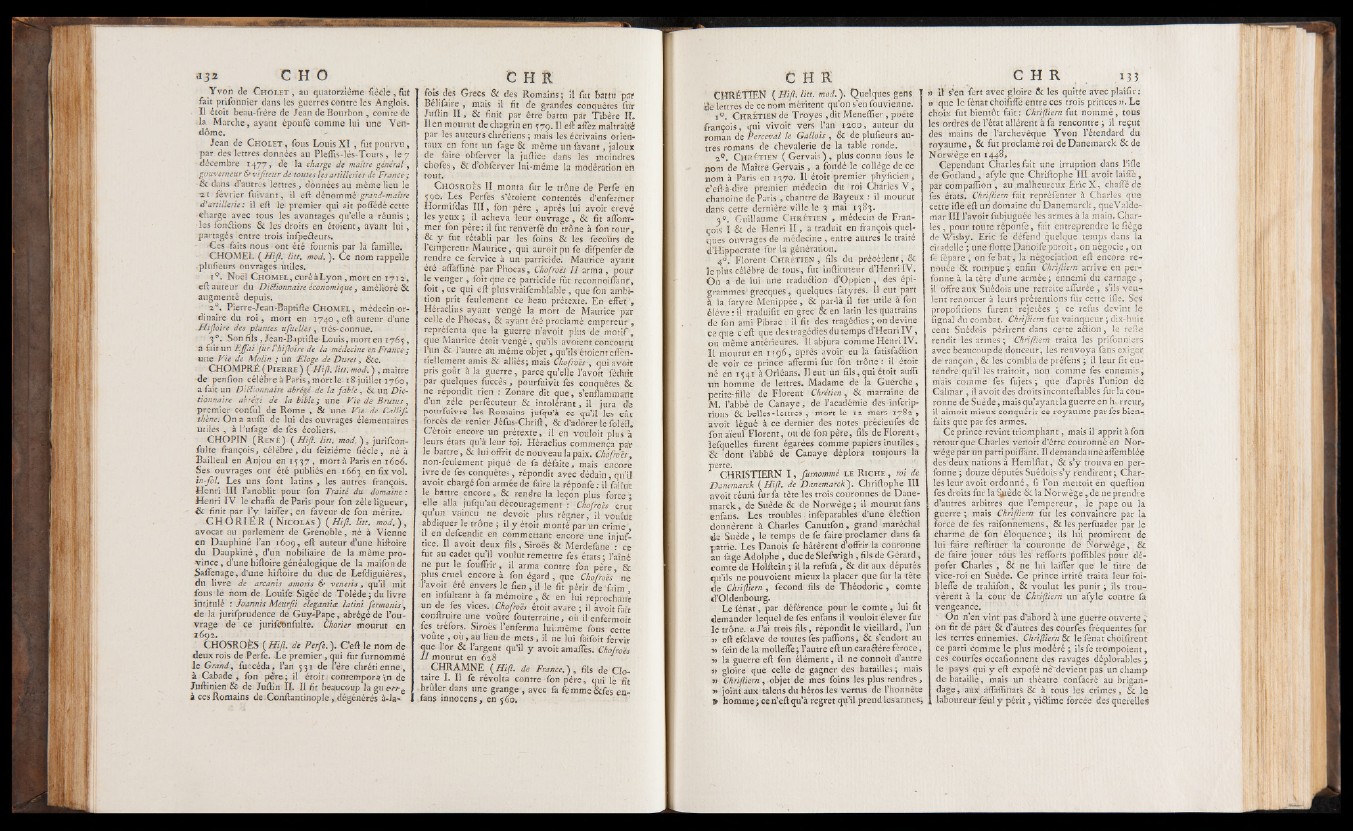 132 CHO
Yvon de CHOLET, au quatorzième siècle, fut
fait prisonnier dans les guerres contre les Anglois.
Il étoit beau-frère de Jean de Bourbon, comte de
la Marche, ayant épousé comme lui une Ven-
dôme.
Jean de CHOLET, sous Louis XI, fut pourvu,
par des lettres données au Plessis-lès-Tours, le 7
décembre 1477, de la charge de maître général,
gouverneur & visiteur de toutes les artilleries de France;
& dans d'autres lettres, données au même lieu le
21 février suivant, il est dénommé grand-maître
d'artillerie: il est le premier qui ait possédé cette
charge avec tous les avantages qu'elle a réunis;
les fonctions & les droits en étoient, avant lui,
partagés entre trois inspecteurs.
Ces faits nous ont été fournis par la famille.
CHOMEL (Hist. litt. mod.). Ce nom rappelle
plusieurs ouvrages utiles.
1°. Noël CHOMEL, curé à Lyon, mort en 1712,
est auteur du Dictionnaire économique, amélioré &
augmenté depuis.
2°. Pierre-Jean-Baptiste CHOMEL, médecin or-
dinaire du roi, mort en 1740, est auteur d'une
Histoire des plantes usuelles, très-connue.
3°. Son fils, Jean-Baptiste-Louis, mort en 1765,
a fait un Essai sur l'histoire de la médecine en France;
une Vie de Molin; un Eloge de Duret, &c.
CHOMPRÉ (PIERRE) (Hist. litt. mod.), maître
de pension célèbre à Paris, mort le 18 juillet 1760,
a fait un Dictionnaire abrégé de la fable, & un Dic-
tionnaire abrégé de la bible; une Vie de Brutus,
premier consul de Rome, & une Vie de Callis-
thène. On a aussi de lui des ouvrages élémentaires
utiles, à l'usage de ses écoliers.
CHOPIN (RENÉ) (Hist. litt. mod.), juriscon-
sulte françois, célèbre, du seizième siècle, né à
Bailleul en Anjou en 1537, mort à Paris en 1606.
Ses ouvrages ont été publiés en 1663 en six vol.
in-fol. Les uns sont latins, les autres françois.
Henri III l'anoblit pour son Traité du domaine:
Henri IV le chassa de Paris pour son zèle ligueur,
& finit par l'y laisser, en faveur de son mérite.
CHORIER (NICOLAS) (Hist. litt. mod.),
avocat au parlement de Grenoble, né à Vienne
en Dauphiné l'an 1609, est auteur d'une histoire
du Dauphiné, d'un nobiliaire de la même pro-
vince, d'une histoire généalogique de la maison de
Sassenage, d'une histoire du duc de Lesdiguières,
du livre de arcanis amoris & veneris, qu'il mit
sous le nom de Louise Sigée de Tolède; du livre
intitulé: Joannis Meursii elegantiæ latini sermonis,
de la jurisprudence de Guy-Pape, abrégé de l'ou-
vrage de ce jurisconsulte. Chorier mourut en
1692.
CHOSROÈS (Hist. de Perse.). C'est le nom de
deux rois de Perse. Le premier, qui fut surnommé
le Grand, succéda, l'an 531 de l'ère chrétienne,
à Cabade, son père; il étoit contemporain de
Justinien & de Justin II. Il fit beaucoup la guerre
à ces Romains de Constantinople, dégénérés à-la-
CHR
fois des Grecs & des Romains; il fut battu par
Bélisaire, mais il fit de grandes conquêtes sur
Justin II, & finit par être battu par Tibère II.
Il en mourut de chagrin en 579. Il est assez maltraité
par les auteurs chrétiens; mais les écrivains orien-
taux en font un sage & même un savant, jaloux
de faire observer la justice dans les moindres
choses, & d'observer lui-même la modération en
tout.
CHOSROÈS II monta sur le trône de Perse en
590. Les Perses s'étoient contentés d'enfermer
Hormisdas III, son père, après lui avoir crevé
les yeux; il acheva leur ouvrage, & fit assom-
mer son père: il fut renversé du trône à son tour,
& y fut rétabli par les soins & les secours de
l'empereur Maurice, qui auroit pu se dispenser de
rendre ce service à un parricide. Maurice ayant
été assassiné par Phocas, Chosroès II arma, pour
le venger, soit que ce parricide fût reconnoissant,
soit, ce qui est plus vraisemblable, que son ambi-
tion prît seulement ce beau prétexte. En effet,
Héraclius ayant vengé la mort de Maurice par
celle de Phocas, & ayant été proclamé empereur,
représenta que la guerre n'avoit plus de motif,
que Maurice étoit vengé, qu'ils avoient concouru
l'un & l'autre au même objet, qu'ils étoient essen-
tiellement amis & alliés; mais Chosroès, qui avoit
pris goût à la guerre, parce qu'elle l'avoit séduit
par quelques succès, poursuivit ses conquêtes &
ne répondit rien: Zonare dit que, s'enflammant
d'un zèle persécuteur & intolérant, il jura de
poursuivre les Romains jusqu'à ce qu'il les eût
forcés de renier Jésus-Christ, & d'adorer le soleil.
C'étoit encore un prétexte, il en vouloit plus à
leurs états qu'à leur foi. Héraclius commença par
le battre, & lui offrit de nouveau la paix. Chosroès,
non-seulement piqué de sa défaite, mais encore
ivre de ses conquêtes, répondit avec dédain, qu'il
avoit chargé son armée de faire la réponse: il fallut
le battre encore, & rendre la leçon plus forte;
elle alla jusqu'au découragement: Chosroès crut
qu'un vaincu ne devoit plus régner, il voulut
abdiquer le trône; il y étoit monté par un crime,
il en descendit en commettant encore une injus-
tice. Il avoit deux fils, Siroès & Merdesane: ce
fut au cadet qu'il voulut remettre ses états; l'aîné
ne put le souffrir, il arma contre son père, &
plus cruel encore à son égard, que Chosroès ne
l'avoit été envers le sien, il le fit périr de faim,
en insultant à sa mémoire, & en lui reprochant
un de ses vices. Chosroès étoit avare; il avoit fait
construire une voûte souterraine, où il enfermoit
ses trésors. Siroès l'enferma lui-même sous cette
voûte, où, au lieu de mets, il ne lui faisoit servir
que l'or & l'argent qu'il y avoit amassés. Chosroès
II mourut en 628.
CHRAMNE (Hist. de France.), fils de Clo-
taire I. Il se révolta contre son père, qui le fit
brûler dans une grange, avec sa femme & ses en-
fans innocens, en 560.
CHR
CHRÉTIEN (Hist. litt. mod.). Quelques gens
de lettres de ce nom méritent qu'on s'en souvienne.
1°. CHRÉTIEN de Troyes, dit Menessier, poète
françois, qui vivoit vers l'an 1200, auteur du
roman de Perceval le Gallois, & de plusieurs au-
tres romans de chevalerie de la table ronde.
2°. CHRÉTIEN (Gervais), plus connu sous le
nom de Maître Gervais, a fondé le collège de ce
nom à Paris en 1370. Il étoit premier physicien,
c'est-à-dire premier médecin du roi Charles V,
chanoine de Paris, chantre de Bayeux: il mourut
dans cette dernière ville le 3 mai 1383.
3°. Guillaume CHRÉTIEN, médecin de Fran-
çois I & de Henri II, a traduit en françois quel-
ques ouvrages de médecine, entre autres le traité
d'Hippocrate sur la génération.
4°. Florent CHRÉTIEN, fils du précédent, &
le plus célèbre de tous, fut instituteur d'Henri IV.
On a de lui une traduction d'Oppien, des épi-
grammes grecques, quelques satyres. Il eut part
à la satyre Menippée, & par-là il fut utile à son
élève: il traduisit en grec & en latin les quatrains
de son ami Pibrac: il fit des tragédies; on devine
ce que c'est que des tragédies du temps d'Henri IV,
ou même antérieures. Il abjura comme Henri IV.
Il mourut en 1596, après avoir eu la satisfaction
de voir ce prince affermi sur son trône: il étoit
né en 1541 à Orléans. Il eut un fils, qui étoit aussi
un homme de lettres. Madame de la Guerche,
petite-fille de Florent Chrétien, & marraine de
M. l'abbé de Canaye, de l'académie des inscrip-
tions & belles-lettres, mort le 12 mars 1782,
avoit légué à ce dernier des notes précieuses de
son aïeul Florent, ou de son père, fils de Florent,
lesquelles furent égarées comme papiers inutiles,
& dont l'abbé de Canaye déplora toujours la
perte.
CHRISTIERN I, surnommé LE RICHE, roi de
Danemarck (Hist. de Danemarck). Christophe III
avoit réuni sur sa tête les trois couronnes de Dane-
marck, de Suède & de Norwège; il mourut sans
enfans. Les troubles inséparables d'une élection
donnèrent à Charles Canutson, grand maréchal
de Suède, le temps de se faire proclamer dans sa
patrie. Les Danois se hâtèrent d'offrir la couronne
au sage Adolphe, duc de Sleswigh, fils de Gérard,
comte de Holstein; il la refusa, & dit aux députés
qu'ils ne pouvoient mieux la placer que sur la tête
de Christiern, second fils de Théodoric, comte
d'Oldenbourg.
Le sénat, par déférence pour le comte, lui fit
demander lequel de ses enfans il vouloit élever sur
le trône. « J'ai trois fils, répondit le vieillard, l'un
» est esclave de toutes ses passions, & s'endort au
» sein de la mollesse; l'autre est un caractère féroce,
» la guerre est son élément, il ne connoît d'autre
» gloire que celle de gagner des batailles; mais
» Christiern, objet de mes soins les plus tendres,
» joint aux talens du héros les vertus de l'honnête
» homme; ce n'est qu'à regret qu'il prend les armes;
CHR 133
» il s'en sert avec gloire & les quitte avec plaisir:
» que le sénat choisisse entre ces trois princes ». Le
choix fut bientôt fait: Christiern fut nommé, tous
les ordres de l'état allèrent à sa rencontre; il reçut
des mains de l'archevêque Yvon l'étendard du
royaume, & fut proclamé roi de Danemarck & de
Norwège en 1448.
Cependant Charles fait une irruption dans l'isle
de Gotland, asyle que Christophe III avoit laissé,
par compassion, au malheureux Eric X, chassé de
ses états. Christiern fait représenter à Charles que
cette isle est un domaine du Danemarck, que Valde-
mar III l'avoit subjuguée les armes à la main. Char-
les, pour toute réponse, fait entreprendre le siège
de Wisby. Eric se défend quelque temps dans la
citadelle; une flotte Danoise paroît, on négocie, on
se sépare, on se bat, la négociation est encore re-
nouée & rompue; enfin Christiern arrive en per-
sonne à la tête d'une armée; ennemi du carnage,
il offre aux Suédois une retraite assurée, s'ils veu-
lent renoncer à leurs prétentions sur cette isle. Ses
propositions furent rejetées; ce refus devint le
signal du combat. Christiern fut vainqueur; dix-huit
cent Suédois périrent dans cette action, le reste
rendit les armes; Christiern traita les prisonniers
avec beaucoup de douceur, les renvoya sans exiger
de rançon, & les combla de présens; il leur fit en-
tendre qu'il les traitoit, non comme ses ennemis,
mais comme ses sujets; que d'après l'union de
Calmar, il avoit des droits incontestables sur la cou-
ronne de Suède, mais qu'ayant la guerre en horreur,
il aimoit mieux conquérir ce royaume par ses bien-
faits que par ses armes.
Ce prince revint triomphant, mais il apprit à son
retour que Charles venoit d'être couronné en Nor-
wège par un parti puissant. Il demanda une assemblée
des deux nations à Hemlstat, & s'y trouva en per-
sonne; douze députés Suédois s'y rendirent; Char-
les leur avoit ordonné, si l'on mettoit en question
ses droits sur la Suède & la Norwège, de ne prendre
d'autres arbitres que l'empereur, le pape ou la
guerre; mais Christiern sut les convaincre par la
force de ses raisonnemens, & les persuader par le
charme de son éloquence; ils lui promirent de
lui faire restituer la couronne de Norwège, &
de faire jouer tous les ressorts possibles pour dé-
poser Charles, & ne lui laisser que le titre de
vice-roi en Suède. Ce prince irrité traita leur foi-
blesse de trahison, & voulut les punir; ils trou-
vèrent à la cour de Christiern un asyle contre sa
vengeance.
On n'en vint pas d'abord à une guerre ouverte,
on fit de part & d'autres des courses fréquentes sur
les terres ennemies. Christiern & le sénat choisirent
ce parti comme le plus modéré; ils se trompoient,
ces courses occasionnent des ravages déplorables;
le pays qui y est exposé ne devient pas un champ
de bataille, mais un théatre consacré au brigan-
dage, aux assassinats & à tous les crimes, & le
laboureur seul y périt, victime forcée des querelles